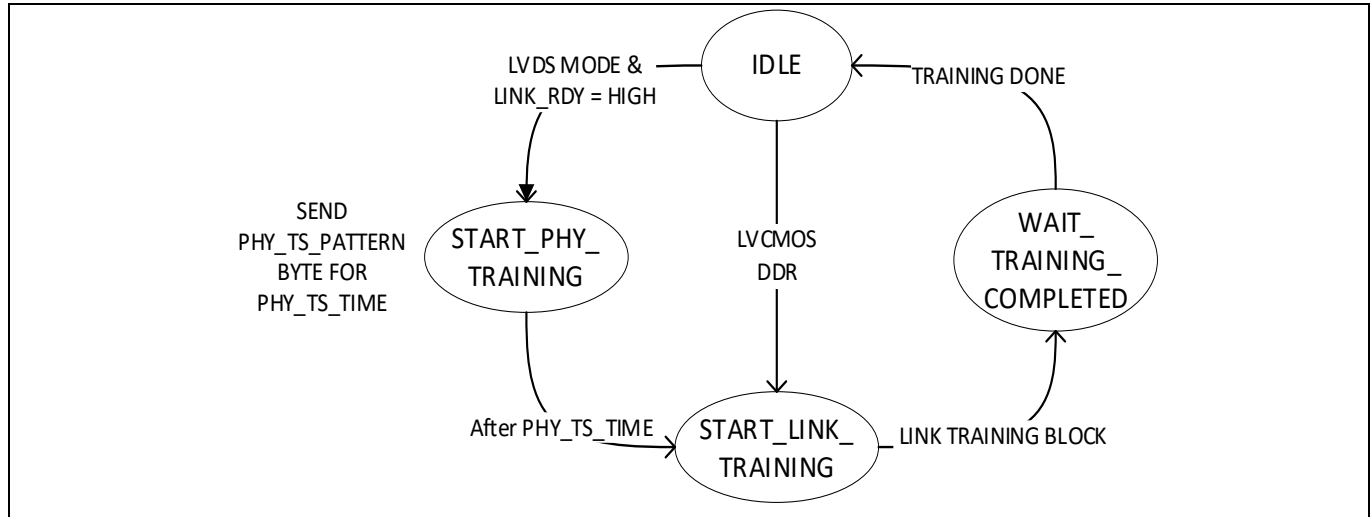 LVDS MODE &
LINK_RDY = HIGH
IDLE
TRAINING DONE
SEND
PHY_TS_PATTERN
BYTE FOR
PHY_TS_TIME
START_PHY_
TRAINING
LVCMOS
DDR
WAIT_
TRAINING_
COMPLETED
After PHY_TS_TIME
START_LINK_
TRAINING
LINK TRAINING BLOCK